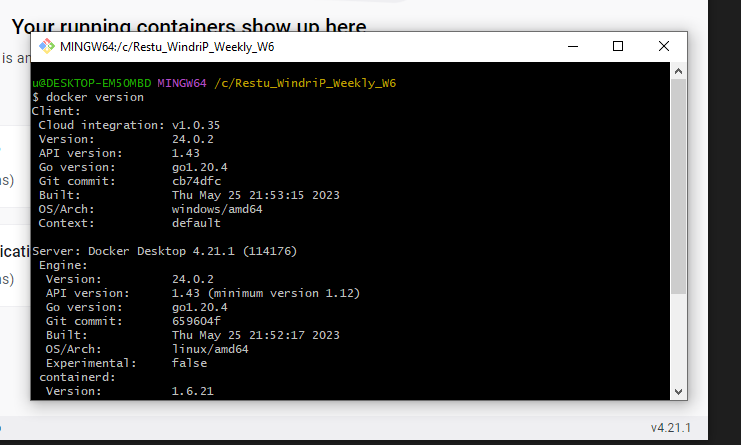 Your running containers show up here
is an
MINGW64:/c/Restu_WindriP_Weekly_W6
u@DESKTOP-EM5OMBD MINGW64 /c/Restu_WindriP_Weekly_W6
$ docker version
Client:
Cloud integration: v1.0.35
Version: 24.0.2
API version: 1.43
Go version: go1.20.4
Git commit: cb74dfc
Built: Thu May 25 21:53:15 2023
OS/Arch: windows/amd64
Context: default
Server: Docker Desktop 4.21.1 (114176)
Engine:
Version: 24.0.2
API version: 1.43 (minimum version 1.12)
Go version: go1.20.4
Git commit: 659604f
Built: Thu May 25 21:52:17 2023
OS/Arch: linux/amd64
Experimental: false
containerd:
Version: 1.6.21
v4.21.1